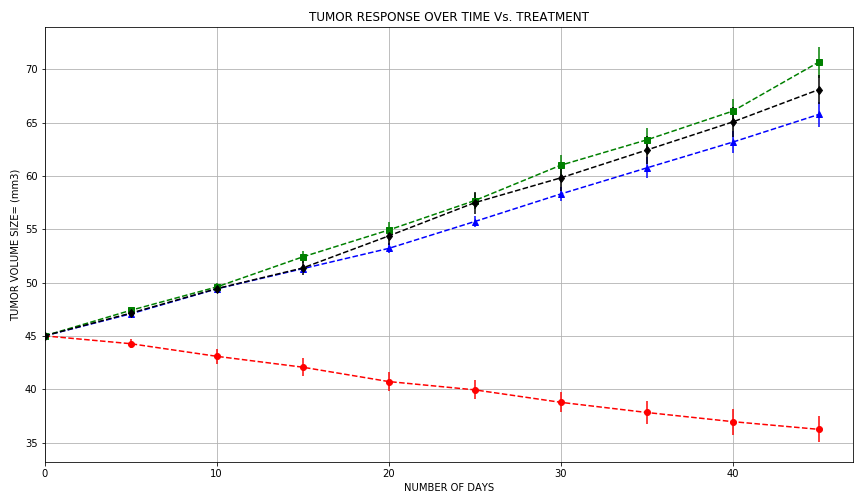 TUMOR RESPONSE OVER TIME Vs. TREATMENT
TUMOR VOLUME SIZE= (mm3)
70
65
60
55
50
45
40
35
0 10 20 30 40
NUMBER OF DAYS